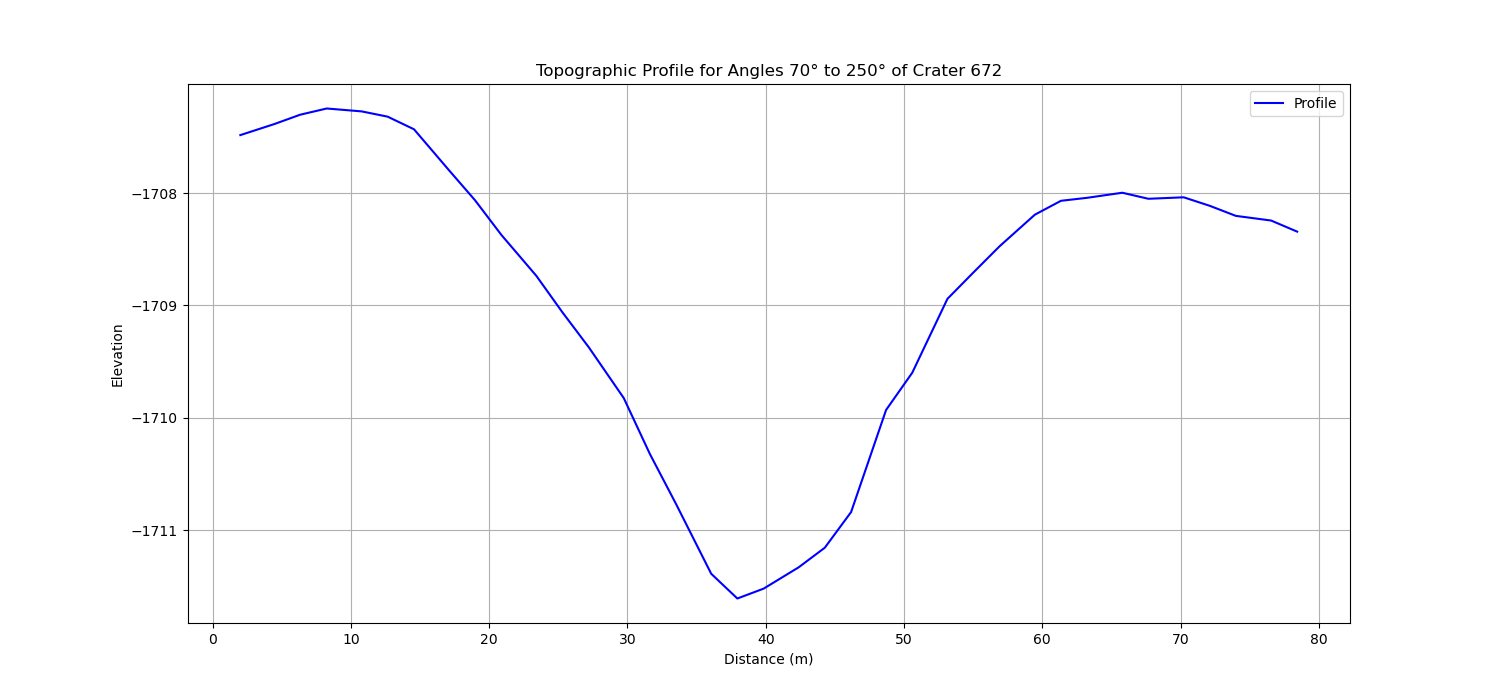 Topographic Profile for Angles 70° to 250° of Crater 672
Profile
−1708
−1709
−1710
−1711
Elevation
0 10 20 30 40 50 60 70 80
Distance (m)